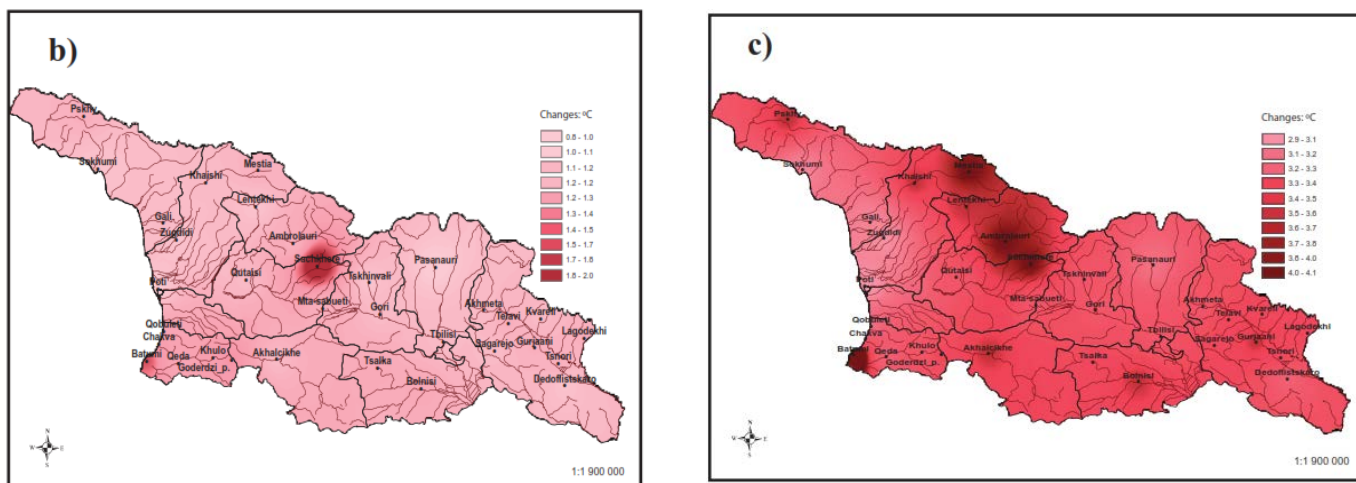 b)
Changes: ºC
0.8 - 1.0
1.0 - 1.1
1.1 - 1.2
1.2 - 1.2
1.2 - 1.3
1.3 - 1.4
1.4 - 1.5
1.5 - 1.7
1.7 - 1.8
1.8 - 2.0
Pskhy
Sokhumi
Mestia
Khaishi
Lentekhi
Gali
Zugdidi
Ambrolauri
Sachkhere
Qutaisi
Tskhinvali
Pasanauri
Poti
Mta-sabueti
Gori
Akhmeta
Telavi
Kvareli
Qobuleti
Chakva
Tbilisi
Lagodekhi
Sagarejo
Gurjaani
Batumi
Qeda
Khulo
Akhalcikhe
Goderdzi_p.
Tsalka
Tsnori
Bolnisi
Dedoflistskaro
N
W
E
S
1:1 900 000
c)
Changes: ºC
2.9 - 3.1
3.1 - 3.2
3.2 - 3.3
3.3 - 3.4
3.4 - 3.5
3.5 - 3.6
3.6 - 3.7
3.7 - 3.8
3.8 - 4.0
4.0 - 4.1
Pskhy
Sokhumi
Mestia
Khaishi
Lentekhi
Gali
Zugdidi
Ambrolauri
Qutaisi
Tskhinvali
Pasanauri
Poti
Mta-sabueti
Gori
Akhmeta
Telavi
Kvareli
Qobuleti
Chakva
Tbilisi
Lagodekhi
Sagarejo
Gurjaani
Batumi
Qeda
Khulo
Akhalcikhe
Goderdzi_p.
Tsalka
Tsnori
Bolnisi
Dedoflistskaro
N
W
E
S
1:1 900 000